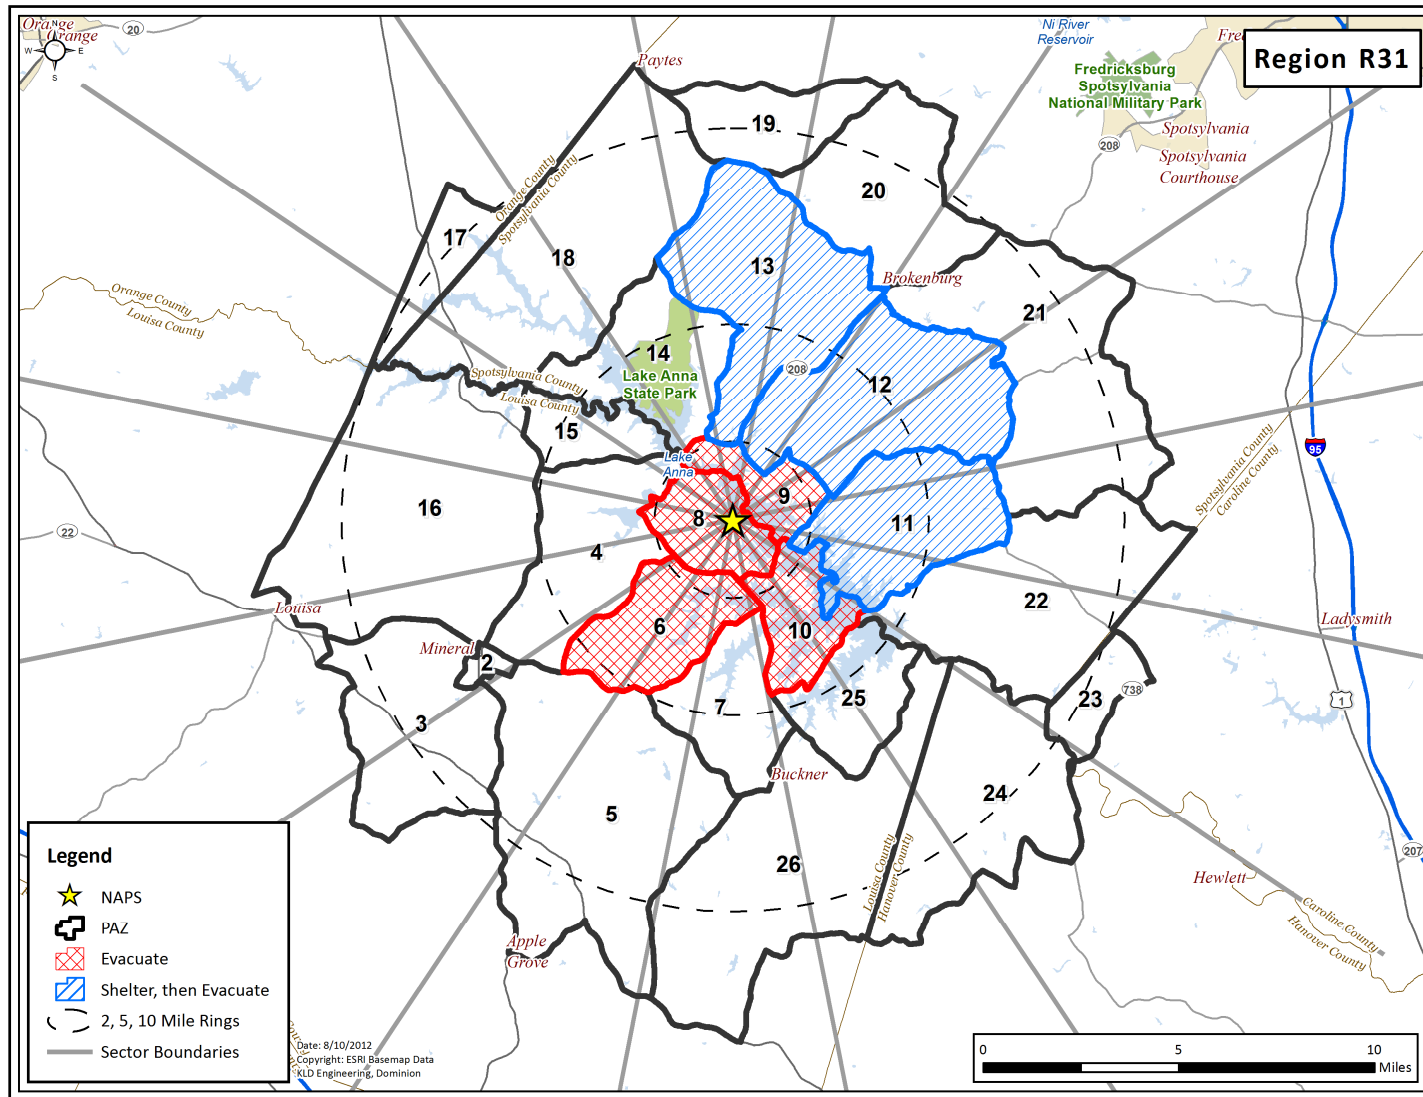 Orange
Orange
N
W E
S
20
Paytes
Ni River
Reservoir
Region R31
Fredricksburg
Spotsylvania
National Military Park
Spotsylvania
208
Spotsylvania
Courthouse
19
20
Orange County
Spotsylvania County
17
18
13
Brokenburg
21
Orange County
Louisa County
14
Lake Anna
State Park
208
12
Spotsylvania County
Louisa County
15
Lake
Anna
9
Spotsylvania County
Caroline County
95
16
8
11
22
4
Louisa
6
10
22
Ladysmith
Mineral
2
7
25
23
738
1
3
Buckner
24
5
26
Louisa County
Hanover County
207
Hewlett
Caroline County
Hanover County
Apple
Grove
Legend
NAPS
PAZ
Evacuate
Shelter, then Evacuate
2, 5, 10 Mile Rings
Sector Boundaries
Date: 8/10/2012
Copyright: ESRI Basemap Data
KLD Engineering, Dominion
0 5 10
Miles